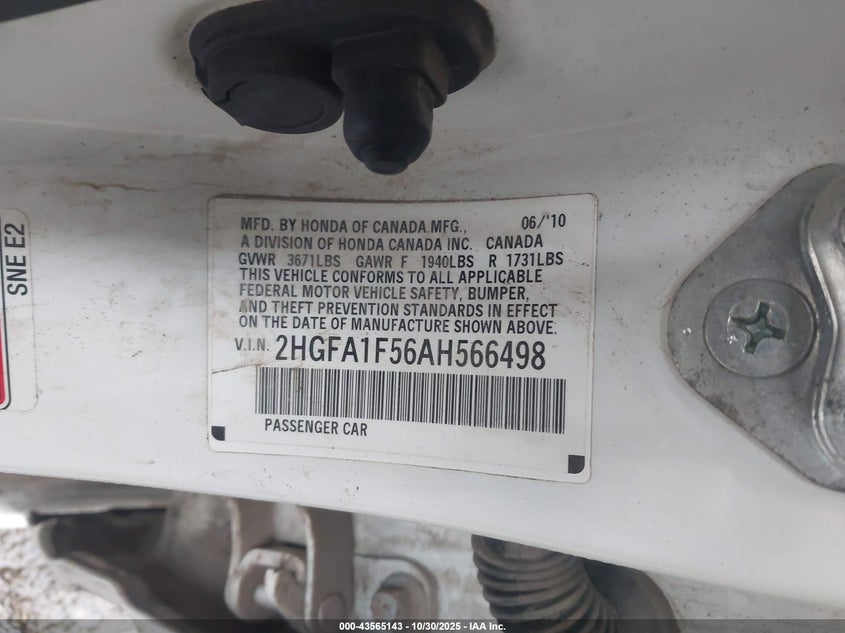 SNE E2
MFD. BY HONDA OF CANADA MFG., 06/'10
A DIVISION OF HONDA CANADA INC. CANADA
GVWR 3671LBS GAWR F 1940LBS R 1731LBS
THIS VEHICLE CONFORMS TO ALL APPLICABLE
FEDERAL MOTOR VEHICLE SAFETY, BUMPER,
AND THEFT PREVENTION STANDARDS IN EFFECT
ON THE DATE OF MANUFACTURE SHOWN ABOVE.
V.I.N. 2HGFA1F56AH566498
PASSENGER CAR
000-43565143 - 10/30/2025 - IAA Inc.